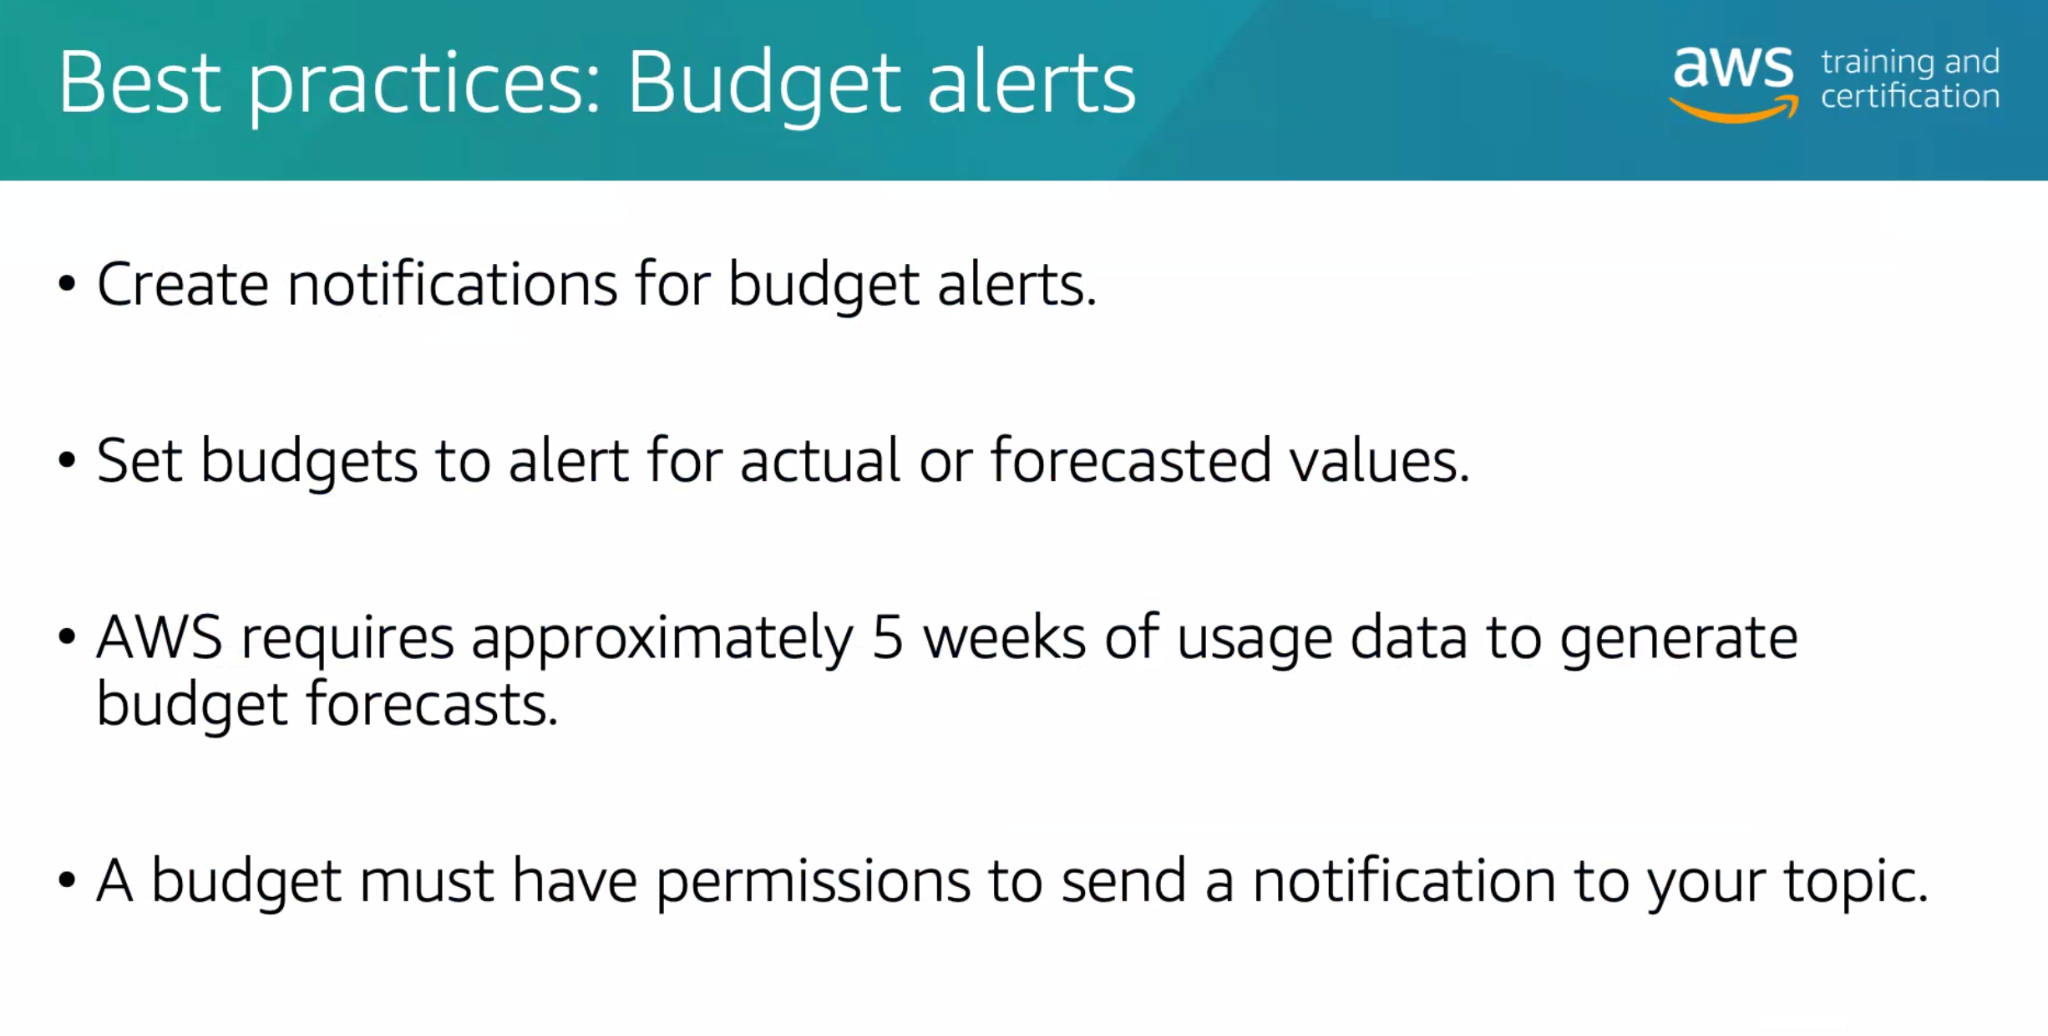 Best practices: Budget alerts
aws training and
certification
• Create notifications for budget alerts.
• Set budgets to alert for actual or forecasted values.
• AWS requires approximately 5 weeks of usage data to generate
budget forecasts.
• A budget must have permissions to send a notification to your topic.